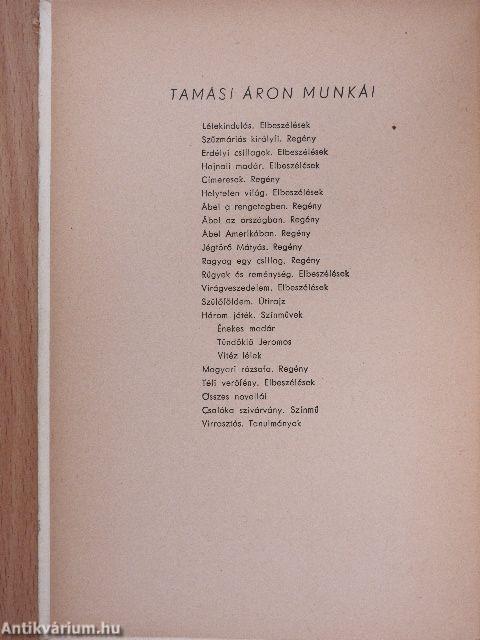 TAMÁSI ÁRON MUNKÁI
Lélekindulás. Elbeszélések
Szűzmáriás királyfi. Regény
Erdélyi csillagok. Elbeszélések
Hajnali madár. Elbeszélések
Címeresek. Regény
Helytelen világ. Elbeszélések
Ábel a rengetegben. Regény
Ábel az országban. Regény
Ábel Amerikában. Regény
Jégtörő Mátyás. Regény
Ragyog egy csillag. Regény
Rügyek és reménység. Elbeszélések
Virágveszedelem. Elbeszélések
Szülőföldem. Útirajz
Három játék. Színművek
Énekes madár
Tündöklő Jeromos
Vitéz lélek
Magyari rózsafa. Regény
Téli verőfény. Elbeszélések
Összes novellái
Csalóka szivárvány. Színmű
Virrasztás. Tanulmányok
Antikvárium.hu